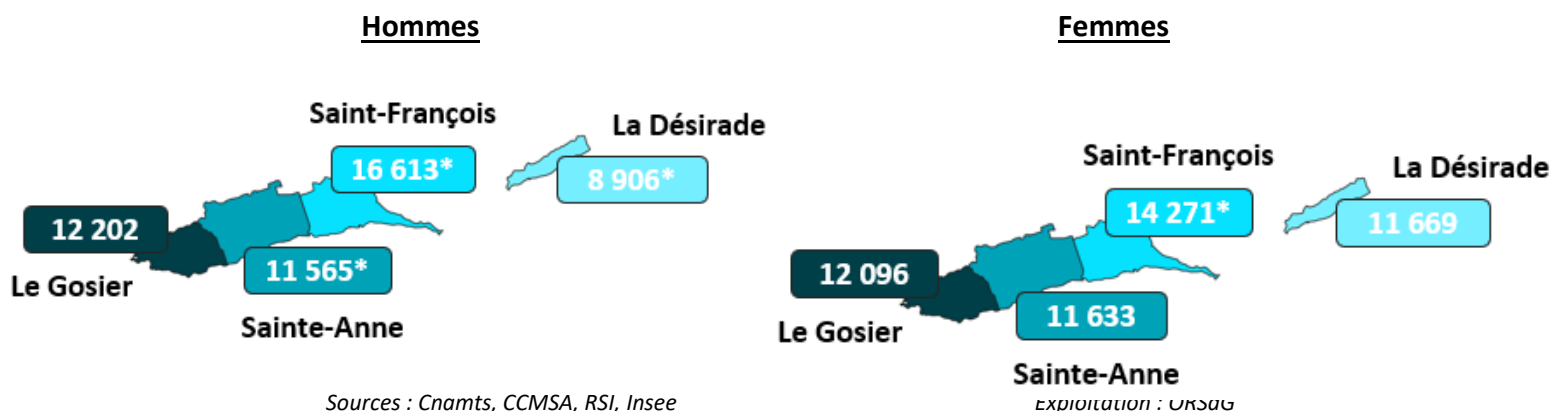 Hommes
Saint-François
La Désirade
16 613*
8 906*
12 202
11 565*
Le Gosier
Sainte-Anne
Sources : Cnamts, CCMSA, RSI, Insee
Femmes
Saint-François
La Désirade
14 271*
11 669
12 096
11 633
Le Gosier
Sainte-Anne
Exploitation : ORSaG